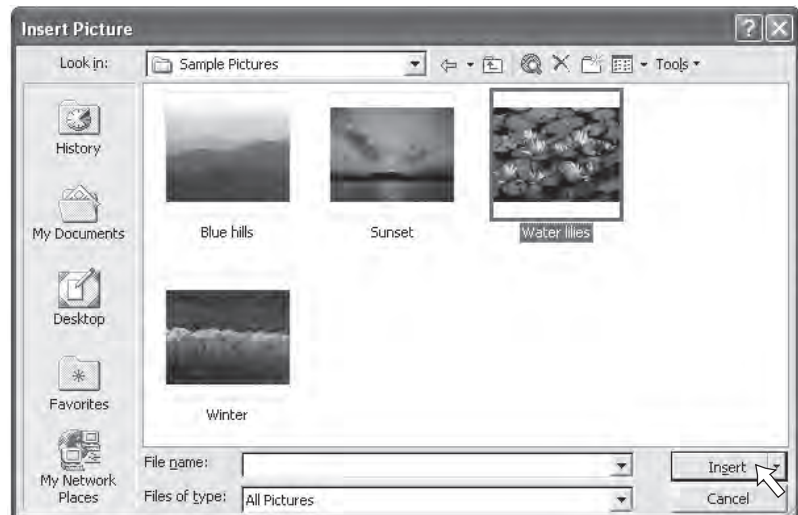 Insert Picture
Look in:
Sample Pictures
Tools
History
My Documents
Desktop
Favorites
My Network
Places
Blue hills
Sunset
Water lilies
Winter
File name:
Insert
Files of type:
All Pictures
Cancel